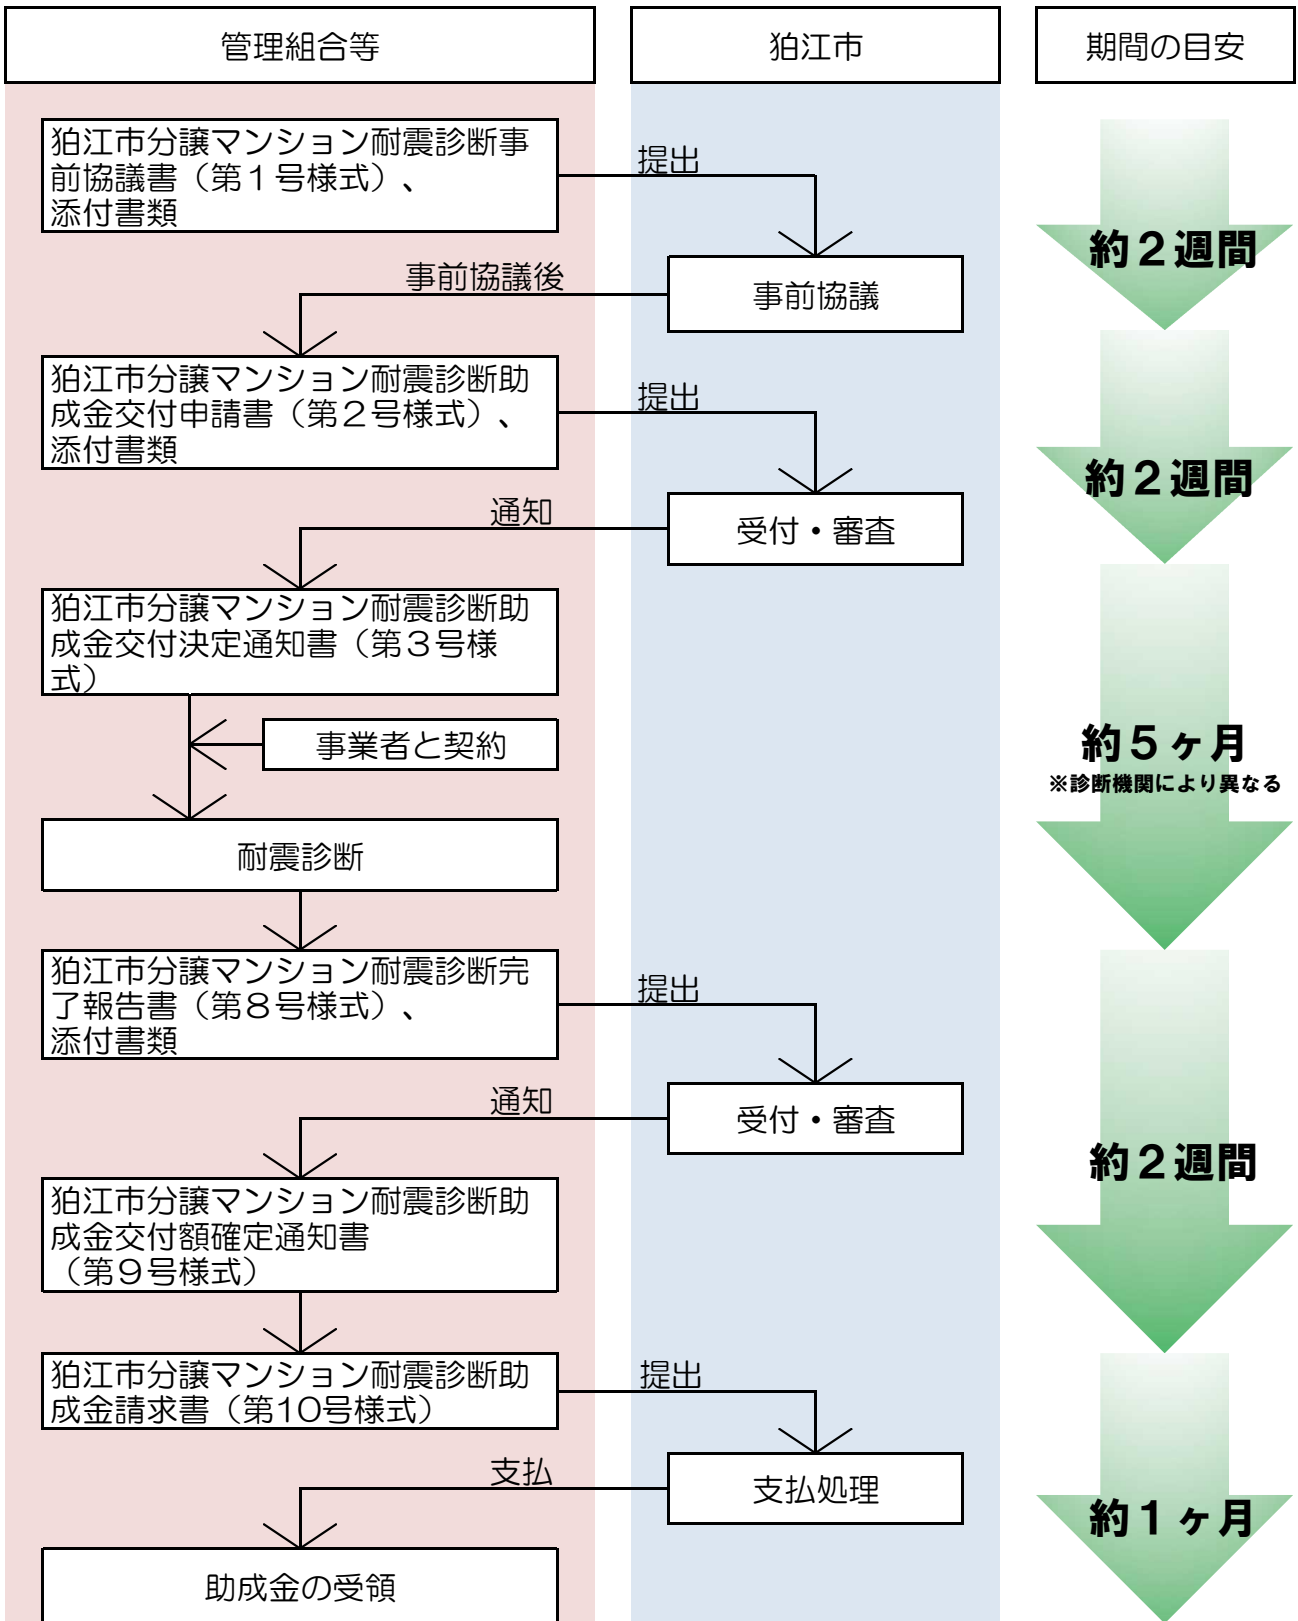 管理組合等
狛江市
期間の目安
狛江市分譲マンション耐震診断事
前協議書（第１号様式）、
添付書類
提出
約２週間
事前協議後
事前協議
狛江市分譲マンション耐震診断助
成金交付申請書（第２号様式）、
添付書類
提出
約２週間
通知
受付・審査
狛江市分譲マンション耐震診断助
成金交付決定通知書（第３号様
式）
事業者と契約
約５ヶ月
※診断機関により異なる
耐震診断
狛江市分譲マンション耐震診断完
了報告書（第８号様式）、
添付書類
提出
通知
受付・審査
約２週間
狛江市分譲マンション耐震診断助
成金交付額確定通知書
（第９号様式）
狛江市分譲マンション耐震診断助
成金請求書（第10号様式）
提出
支払
支払処理
約１ヶ月
助成金の受領